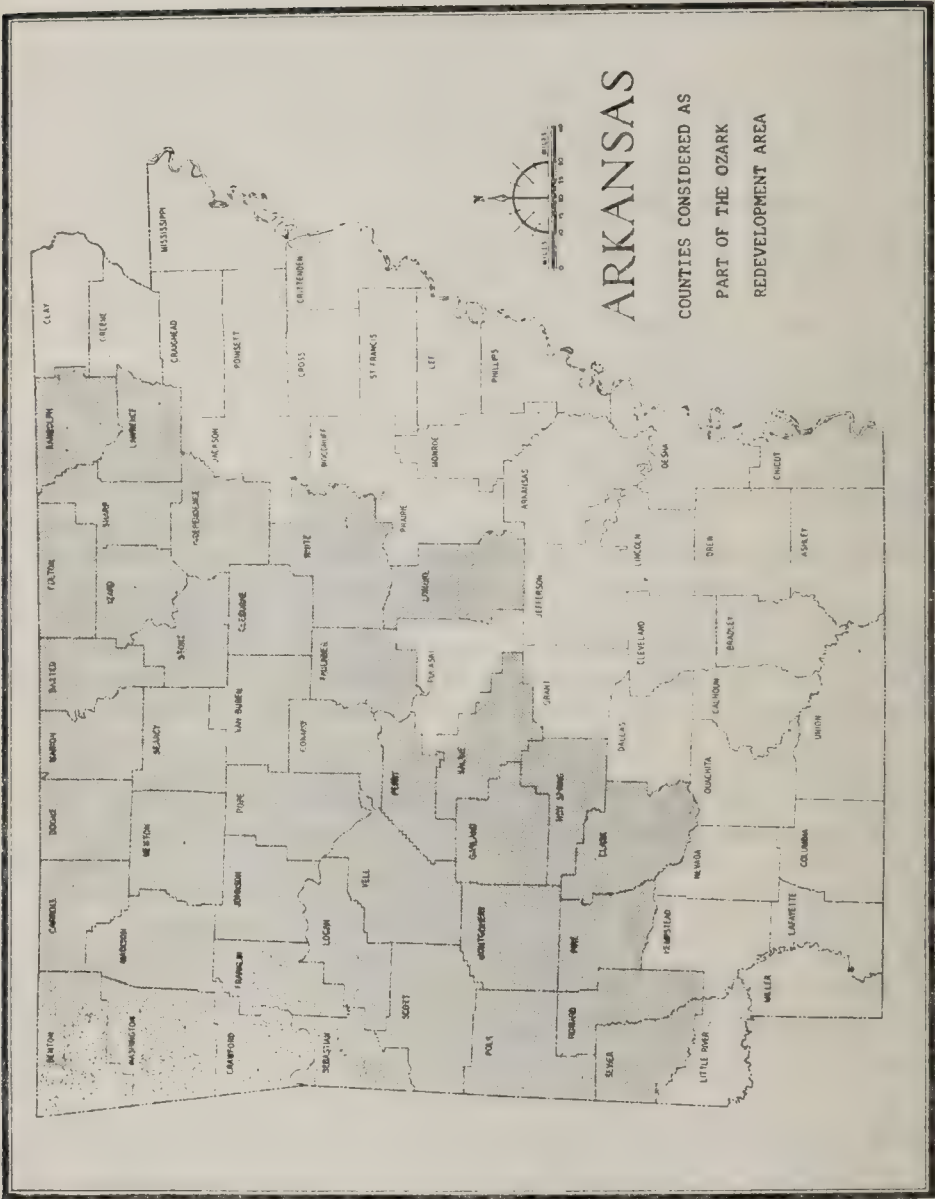 ARKANSAS
COUNTIES CONSIDERED AS
PART OF THE OZARK
REDEVELOPMENT AREA
N
MILES
MILES
BENTON
CARROLL
BOONE
MARION
BAXTER
FULTON
RANDOLPH
CLAY
WASHINGTON
MADISON
NEWTON
SEARCY
IZARD
SHARP
LAWRENCE
GREENE
CRAWFORD
FRANKLIN
JOHNSON
POPE
VAN BUREN
STONE
CLEBURNE
INDEPENDENCE
JACKSON
CRAIGHEAD
MISSISSIPPI
POINSETT
SEBASTIAN
LOGAN
YELL
CONWAY
FAULKNER
WHITE
WOODRUFF
CROSS
CRITTENDEN
SCOTT
PERRY
PULASKI
LONOKE
PRAIRIE
MONROE
ST FRANCIS
LEE
PHILLIPS
POLK
MONTGOMERY
GARLAND
SALINE
GRANT
JEFFERSON
ARKANSAS
HOWARD
PIKE
HOT SPRING
CLARK
DALLAS
CLEVELAND
LINCOLN
DESHA
SEVIER
LITTLE RIVER
HEMPSTEAD
NEVADA
OUACHITA
CALHOUN
BRADLEY
DREW
CHICOT
MILLER
LAFAYETTE
COLUMBIA
UNION
ASHLEY